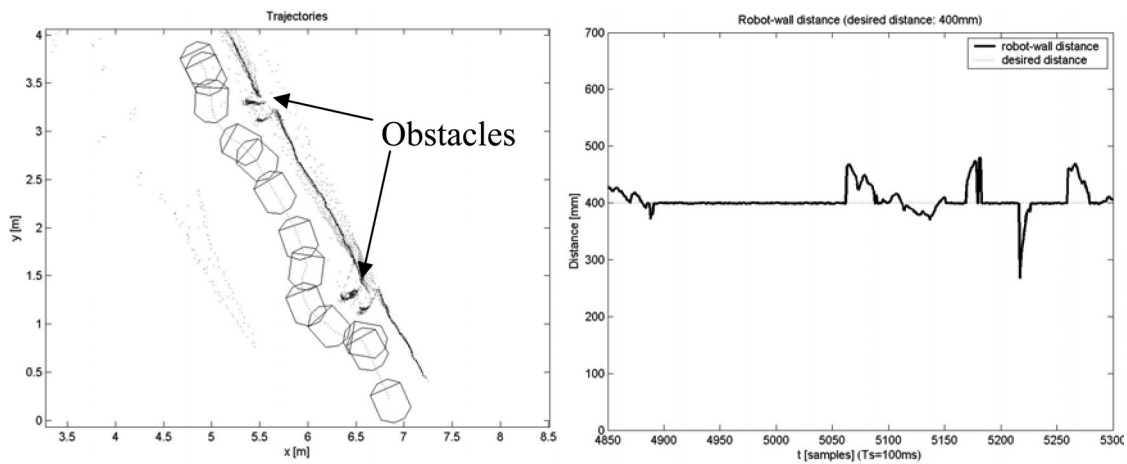 Trajectories
4
3.5
3
2.5
2
1.5
1
0.5
0
y [m]
3.5 4 4.5 5 5.5 6 6.5 7 7.5 8 8.5
x [m]
Obstacles
Robot-wall distance (desired distance: 400mm)
700
600
500
400
300
200
100
0
Distance [mm]
robot-wall distance
desired distance
4850 4900 4950 5000 5050 5100 5150 5200 5250 5300
t [samples] (Ts=100ms)